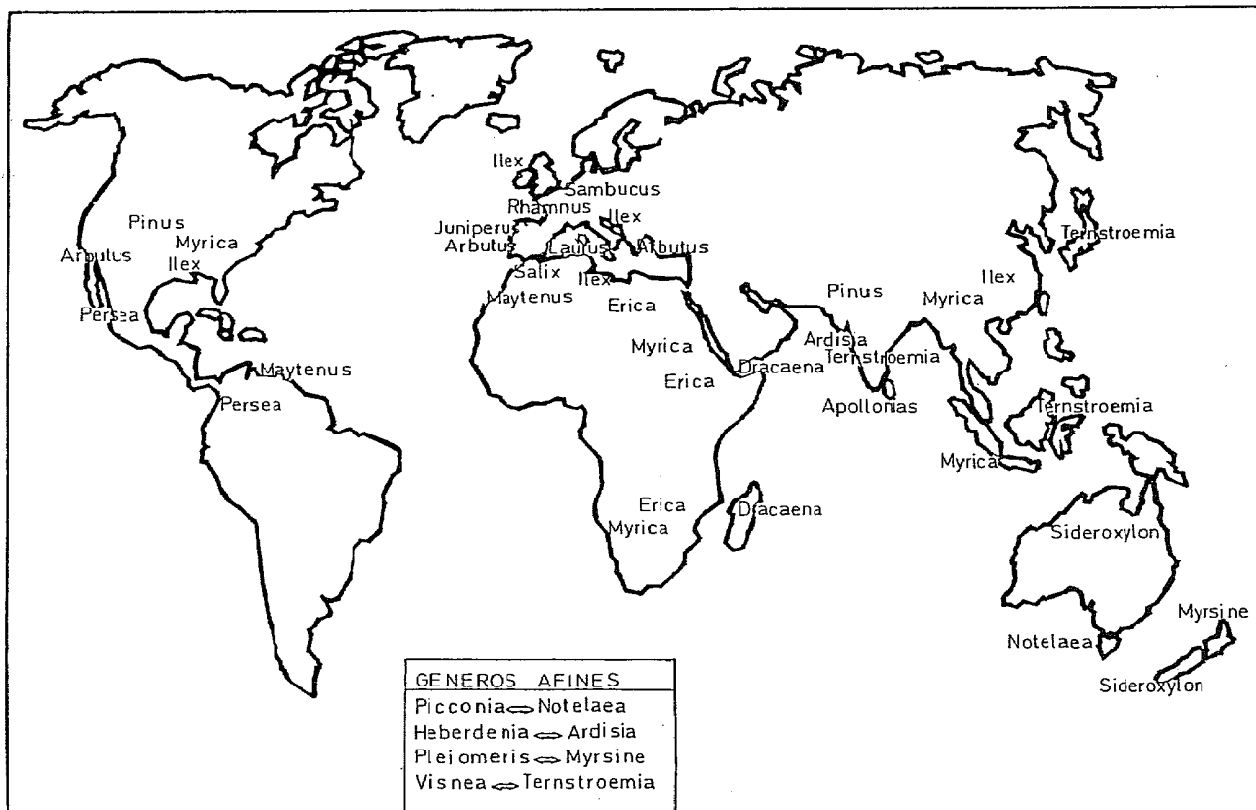 Ilex
Sambucus
Rhamnus
Pinus
Juniperu
Ilex
Myrica
Arbutus
Laurus
Arbutus
Ternstroemia
Arbutus
Ilex
Salix
Ilex
Ilex
Maytenus
Erica
Pinus
Myrica
Persea
Myrica
Ardisia
Maytenus
Dracaena
Ternstroemia
Erica
Persea
Apollonias
Ternstroemia
Myrica
Erica
Dracaena
Myrica
Sideroxylon
Myrsine
Notelaea
Sideroxylon
GENEROS AFINES
Picconia ⇔ Notelaea
Heberdenia ⇔ Ardisia
Pleiomeris ⇔ Myrsine
Visnea ⇔ Ternstroemia